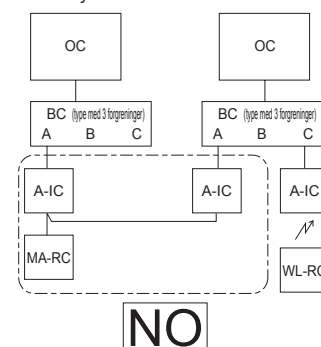 OC OC
BC (type med 3 forgreninger) BC (type med 3 forgreninger)
A B C A B C
A-IC A-IC A-IC
MA-RC WL-RC
NO